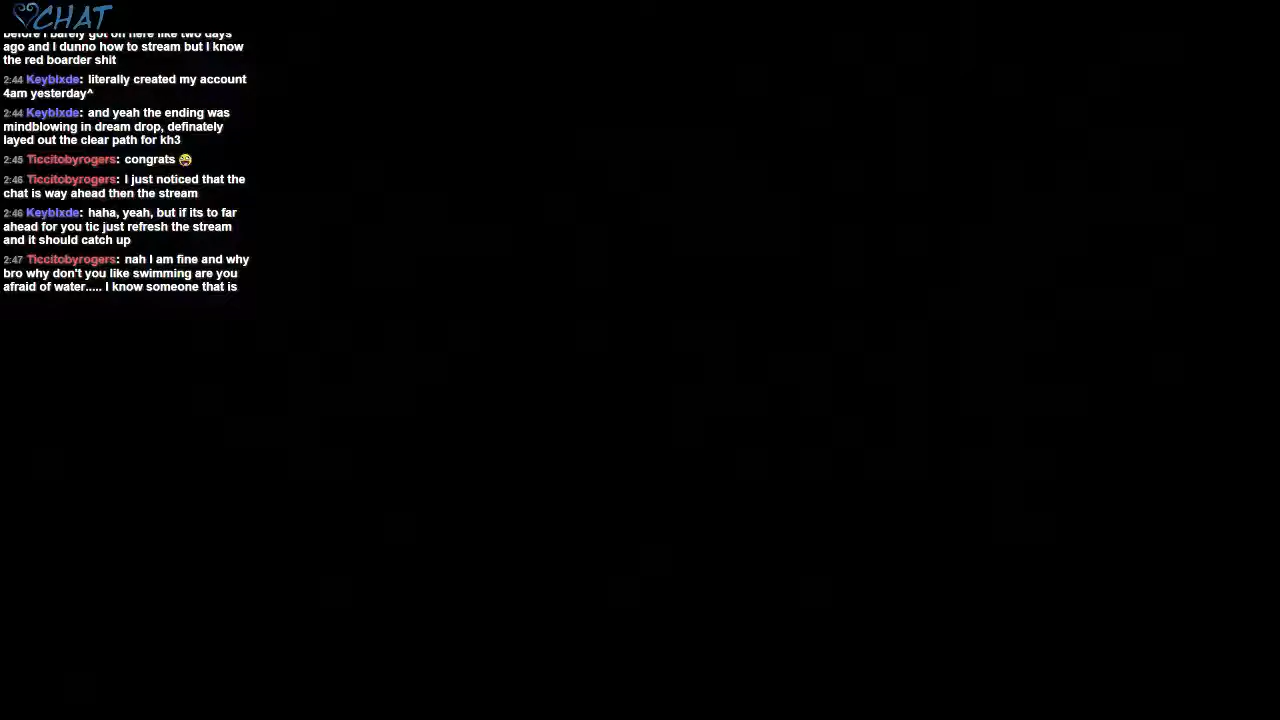 CHAT
before I barely got on here like two days
ago and I dunno how to stream but I know
the red boarder shit
2:44 Keyblxde: literally created my account
4am yesterday^
2:44 Keyblxde: and yeah the ending was
mindblowing in dream drop, definately
layed out the clear path for kh3
2:45 Ticcitobyrogers: congrats
2:46 Ticcitobyrogers: I just noticed that the
chat is way ahead then the stream
2:46 Keyblxde: haha, yeah, but if its to far
ahead for you tic just refresh the stream
and it should catch up
2:47 Ticcitobyrogers: nah I am fine and why
bro why don't you like swimming are you
afraid of water..... I know someone that is